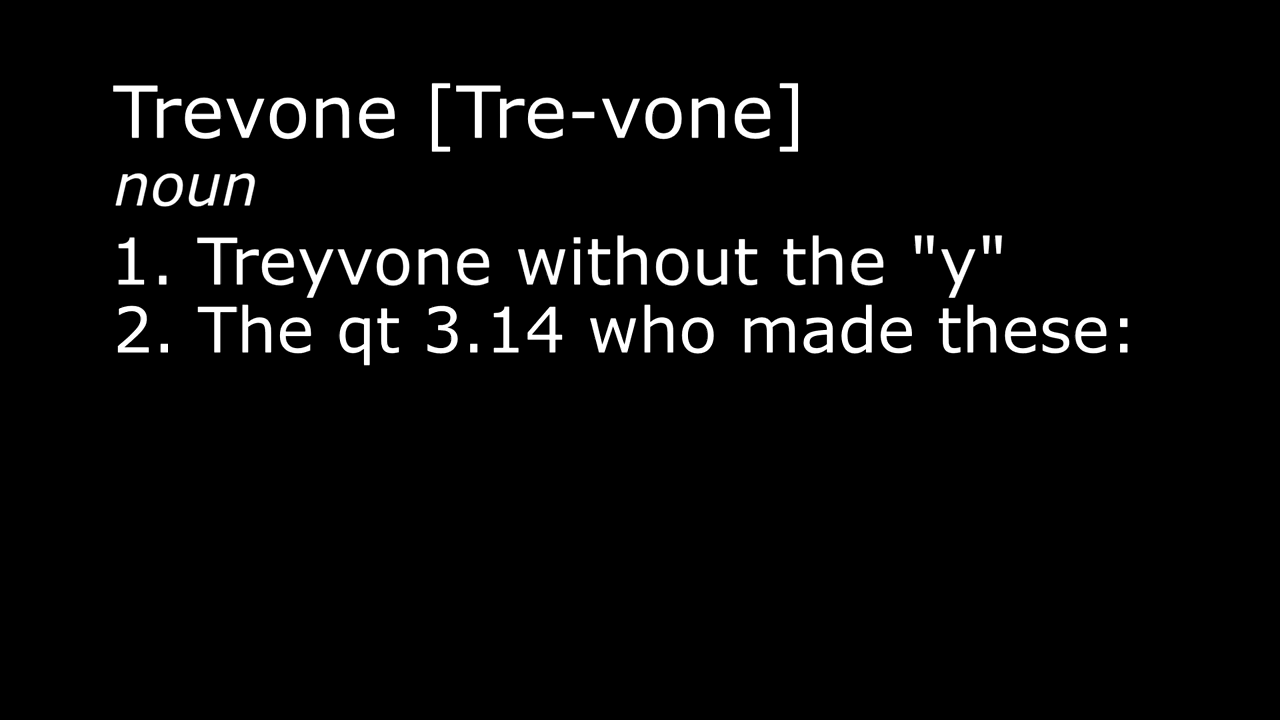 Trevone [Tre-vone]
noun
1. Treyvone without the "y"
2. The qt 3.14 who made these: